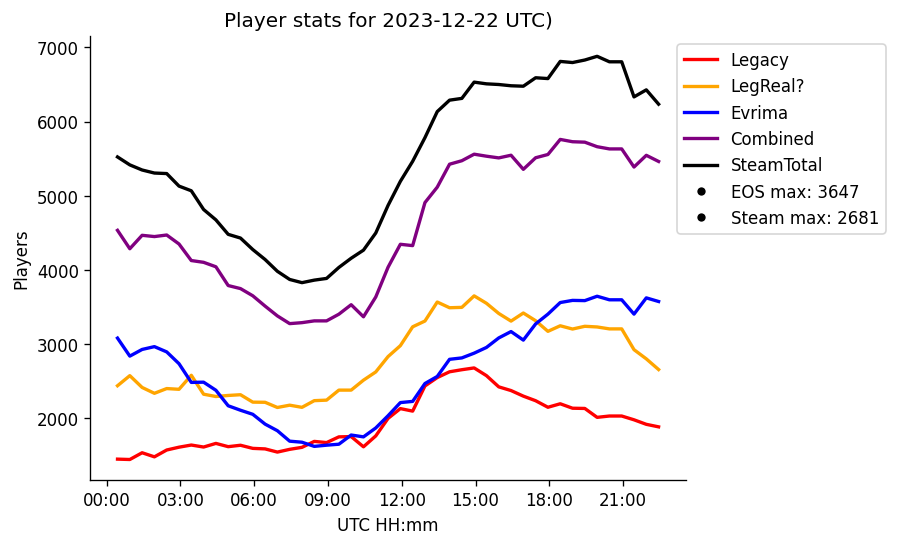 Player stats for 2023-12-22 UTC)
7000
6000
5000
4000
3000
2000
Players
00:00 03:00 06:00 09:00 12:00 15:00 18:00 21:00
UTC HH:mm
Legacy
LegReal?
Evrima
Combined
SteamTotal
EOS max: 3647
Steam max: 2681